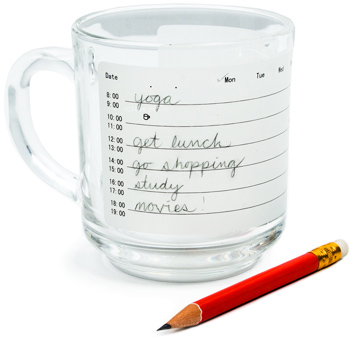 Date ✓Mon Tue Wed
8:00 yoga
9:00
10:00
11:00
12:00 get lunch
13:00
14:00 go shopping
15:00
16:00 study
17:00
18:00 movies!
19:00